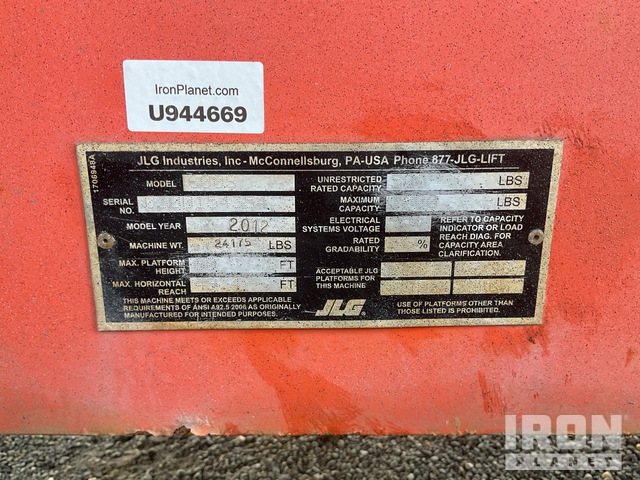 IronPlanet.com
U944669
JLG Industries, Inc - McConnellsburg, PA-USA Phone 877-JLG-LIFT
1706948A
MODEL
SERIAL NO.
MODEL YEAR 2012
MACHINE WT. 24175 LBS
MAX. PLATFORM HEIGHT FT
MAX. HORIZONTAL REACH FT
THIS MACHINE MEETS OR EXCEEDS APPLICABLE
REQUIREMENTS OF ANSI A92.5 2006 AS ORIGINALLY
MANUFACTURED FOR INTENDED PURPOSES.
UNRESTRICTED RATED CAPACITY LBS
MAXIMUM CAPACITY LBS
ELECTRICAL SYSTEMS VOLTAGE
RATED GRADABILITY %
REFER TO CAPACITY
INDICATOR OR LOAD
REACH DIAG. FOR
CAPACITY AREA
CLARIFICATION.
ACCEPTABLE JLG
PLATFORMS FOR
THIS MACHINE
JLG
USE OF PLATFORMS OTHER THAN
THOSE LISTED IS PROHIBITED.
IRON
PLANET